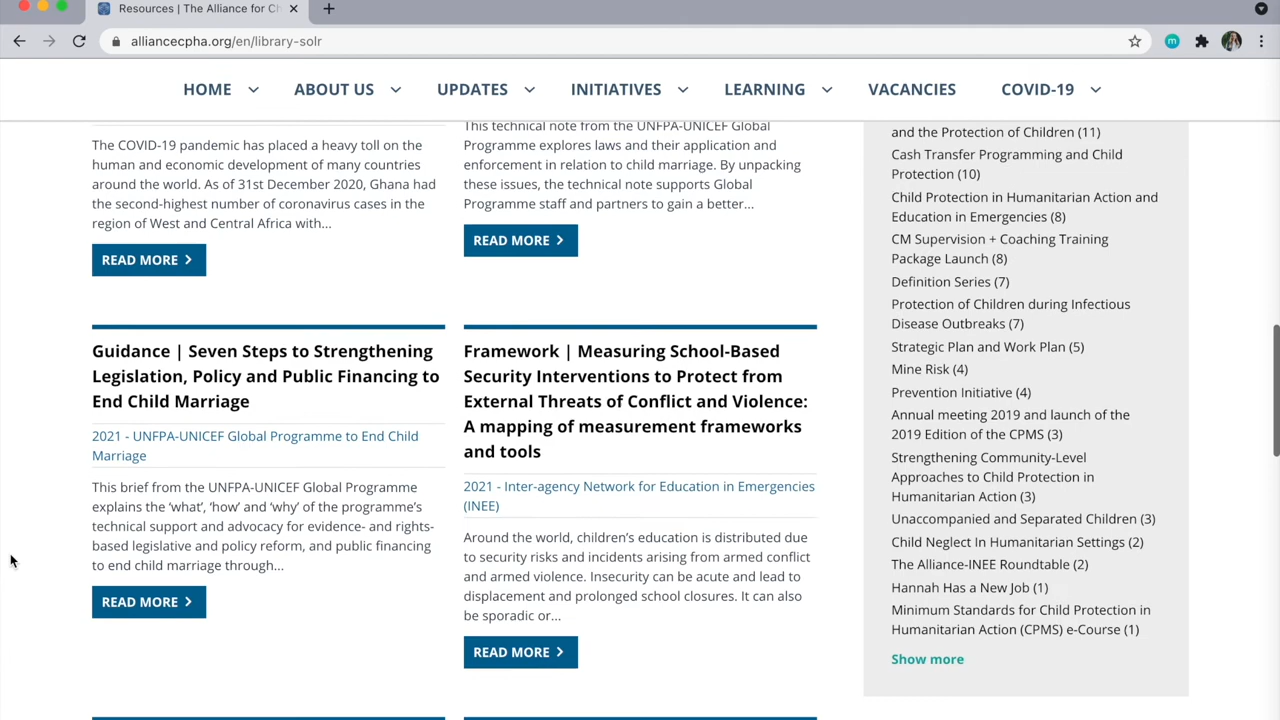 Resources | The Alliance for Ch
alliancecpha.org/en/library-solr
m
HOME ABOUT US UPDATES INITIATIVES LEARNING VACANCIES COVID-19
The COVID-19 pandemic has placed a heavy toll on the
human and economic development of many countries
around the world. As of 31st December 2020, Ghana had
the second-highest number of coronavirus cases in the
region of West and Central Africa with...
READ MORE
This technical note from the UNFPA-UNICEF Global
Programme explores laws and their application and
enforcement in relation to child marriage. By unpacking
these issues, the technical note supports Global
Programme staff and partners to gain a better...
READ MORE
Guidance | Seven Steps to Strengthening
Legislation, Policy and Public Financing to
End Child Marriage
2021 - UNFPA-UNICEF Global Programme to End Child
Marriage
This brief from the UNFPA-UNICEF Global Programme
explains the ‘what’, ‘how’ and ‘why’ of the programme’s
technical support and advocacy for evidence- and rights-
based legislative and policy reform, and public financing
to end child marriage through...
READ MORE
Framework | Measuring School-Based
Security Interventions to Protect from
External Threats of Conflict and Violence:
A mapping of measurement frameworks
and tools
2021 - Inter-agency Network for Education in Emergencies
(INEE)
Around the world, children’s education is distributed due
to security risks and incidents arising from armed conflict
and armed violence. Insecurity can be acute and lead to
displacement and prolonged school closures. It can also
be sporadic or...
READ MORE
and the Protection of Children (11)
Cash Transfer Programming and Child
Protection (10)
Child Protection in Humanitarian Action and
Education in Emergencies (8)
CM Supervision + Coaching Training
Package Launch (8)
Definition Series (7)
Protection of Children during Infectious
Disease Outbreaks (7)
Strategic Plan and Work Plan (5)
Mine Risk (4)
Prevention Initiative (4)
Annual meeting 2019 and launch of the
2019 Edition of the CPMS (3)
Strengthening Community-Level
Approaches to Child Protection in
Humanitarian Action (3)
Unaccompanied and Separated Children (3)
Child Neglect In Humanitarian Settings (2)
The Alliance-INEE Roundtable (2)
Hannah Has a New Job (1)
Minimum Standards for Child Protection in
Humanitarian Action (CPMS) e-Course (1)
Show more